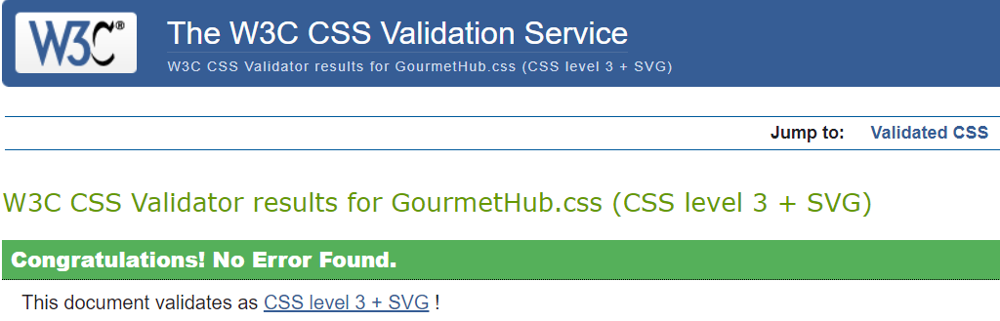 W3C®
The W3C CSS Validation Service
W3C CSS Validator results for GourmetHub.css (CSS level 3 + SVG)
Jump to: Validated CSS
W3C CSS Validator results for GourmetHub.css (CSS level 3 + SVG)
Congratulations! No Error Found.
This document validates as CSS level 3 + SVG !